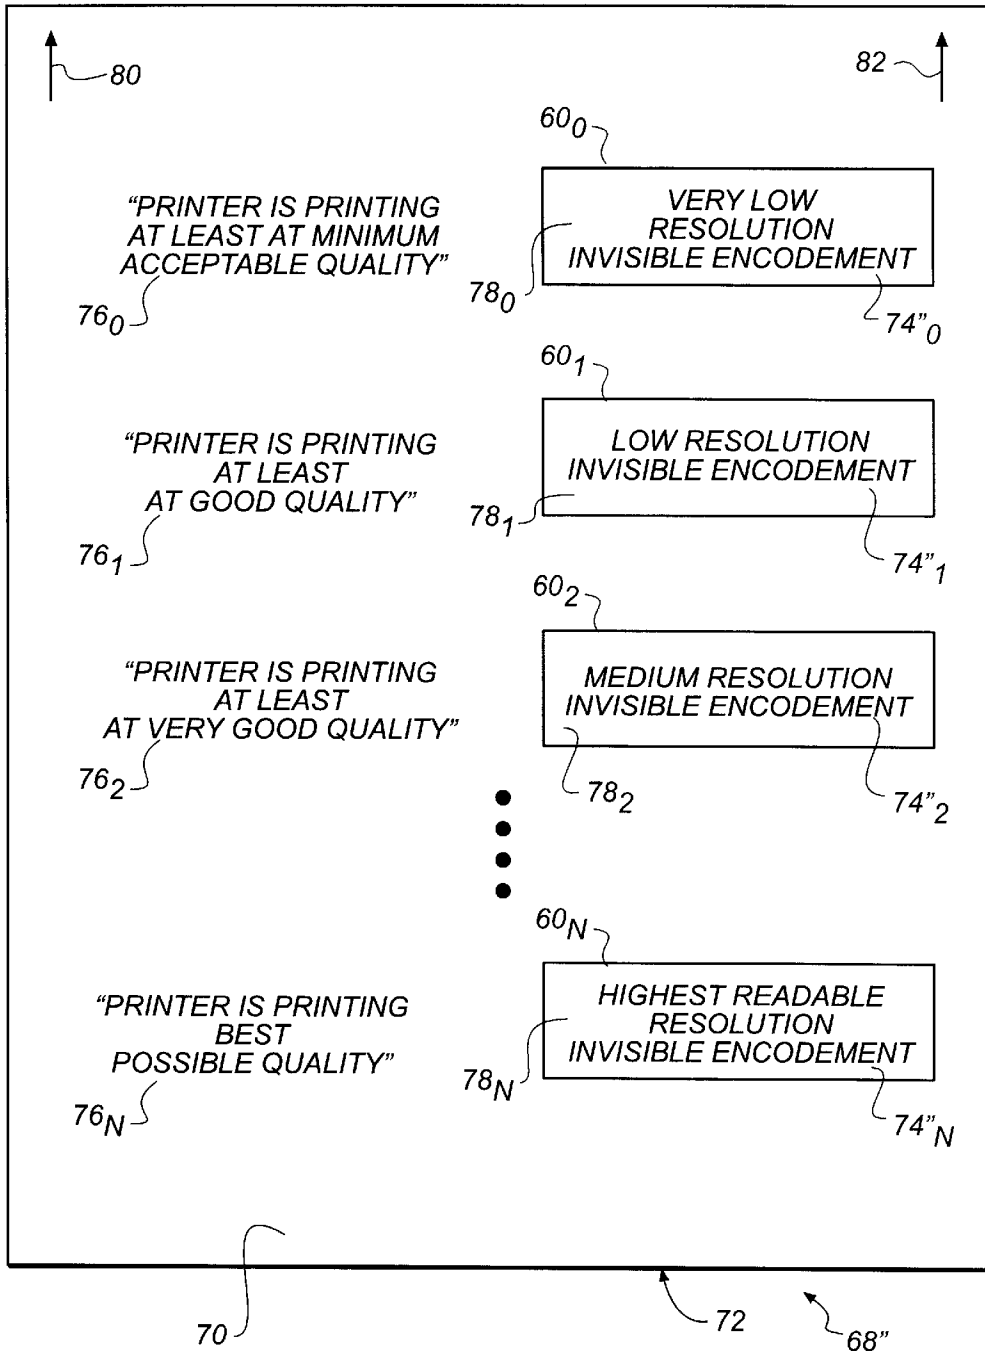 80
82
60₀
“PRINTER IS PRINTING
AT LEAST AT MINIMUM
ACCEPTABLE QUALITY”
VERY LOW
RESOLUTION
INVISIBLE ENCODEMENT
76₀
78₀
74”₀
60₁
“PRINTER IS PRINTING
AT LEAST
AT GOOD QUALITY”
LOW RESOLUTION
INVISIBLE ENCODEMENT
76₁
78₁
74”₁
60₂
“PRINTER IS PRINTING
AT LEAST
AT VERY GOOD QUALITY”
MEDIUM RESOLUTION
INVISIBLE ENCODEMENT
76₂
78₂
74”₂
60N
“PRINTER IS PRINTING
BEST
POSSIBLE QUALITY”
HIGHEST READABLE
RESOLUTION
INVISIBLE ENCODEMENT
76N
78N
74”N
70
72
68”